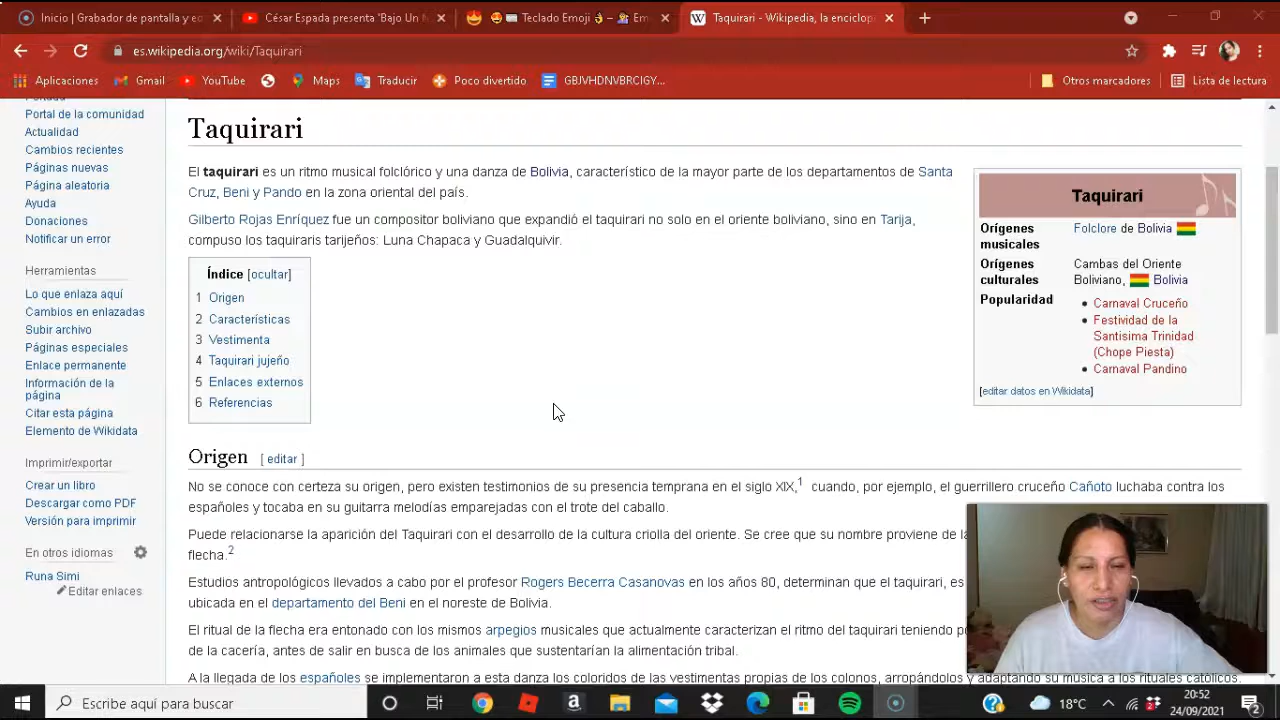 Inicio | Grabador de pantalla y ed
César Espada presenta 'Bajo Un M
😍 😍 📖 Teclado Emoji 👌 – 🙋 Em
Taquirari - Wikipedia, la enciclop
es.wikipedia.org/wiki/Taquirari
Aplicaciones
Gmail
YouTube
Maps
Traducir
Poco divertido
GBJVHDNVBRCIGY...
Otros marcadores
Lista de lectura
Portal de la comunidad
Actualidad
Cambios recientes
Páginas nuevas
Página aleatoria
Ayuda
Donaciones
Notificar un error
Herramientas
Lo que enlaza aquí
Cambios en enlazadas
Subir archivo
Páginas especiales
Enlace permanente
Información de la
página
Citar esta página
Elemento de Wikidata
Imprimir/exportar
Crear un libro
Descargar como PDF
Versión para imprimir
En otros idiomas
Runa Simi
Editar enlaces
Taquirari
El taquirari es un ritmo musical folclórico y una danza de Bolivia, característico de la mayor parte de los departamentos de Santa
Cruz, Beni y Pando en la zona oriental del país.
Gilberto Rojas Enríquez fue un compositor boliviano que expandió el taquirari no solo en el oriente boliviano, sino en Tarija,
compuso los taquiraris tarijeños: Luna Chapaca y Guadalquivir.
Índice [ocultar]
1 Origen
2 Características
3 Vestimenta
4 Taquirari jujeño
5 Enlaces externos
6 Referencias
Taquirari
Orígenes
musicales
Folclore de Bolivia
Orígenes
culturales
Cambas del Oriente
Boliviano, Bolivia
Popularidad
Carnaval Cruceño
Festividad de la
Santisima Trinidad
(Chope Piesta)
Carnaval Pandino
[editar datos en Wikidata]
Origen [ editar ]
No se conoce con certeza su origen, pero existen testimonios de su presencia temprana en el siglo XIX,1 cuando, por ejemplo, el guerrillero cruceño Cañoto luchaba contra los
españoles y tocaba en su guitarra melodías emparejadas con el trote del caballo.
Puede relacionarse la aparición del Taquirari con el desarrollo de la cultura criolla del oriente. Se cree que su nombre proviene de la
flecha.2
Estudios antropológicos llevados a cabo por el profesor Rogers Becerra Casanovas en los años 80, determinan que el taquirari, es
ubicada en el departamento del Beni en el noreste de Bolivia.
El ritual de la flecha era entonado con los mismos arpegios musicales que actualmente caracterizan el ritmo del taquirari teniendo
de la cacería, antes de salir en busca de los animales que sustentarían la alimentación tribal.
A la llegada de los españoles se implementaron a esta danza los coloridos de las vestimentas propias de los colonos, arropándolos y adaptando su música a los rituales católicos.
Escribe aquí para buscar
18°C
20:52
24/09/2021
2